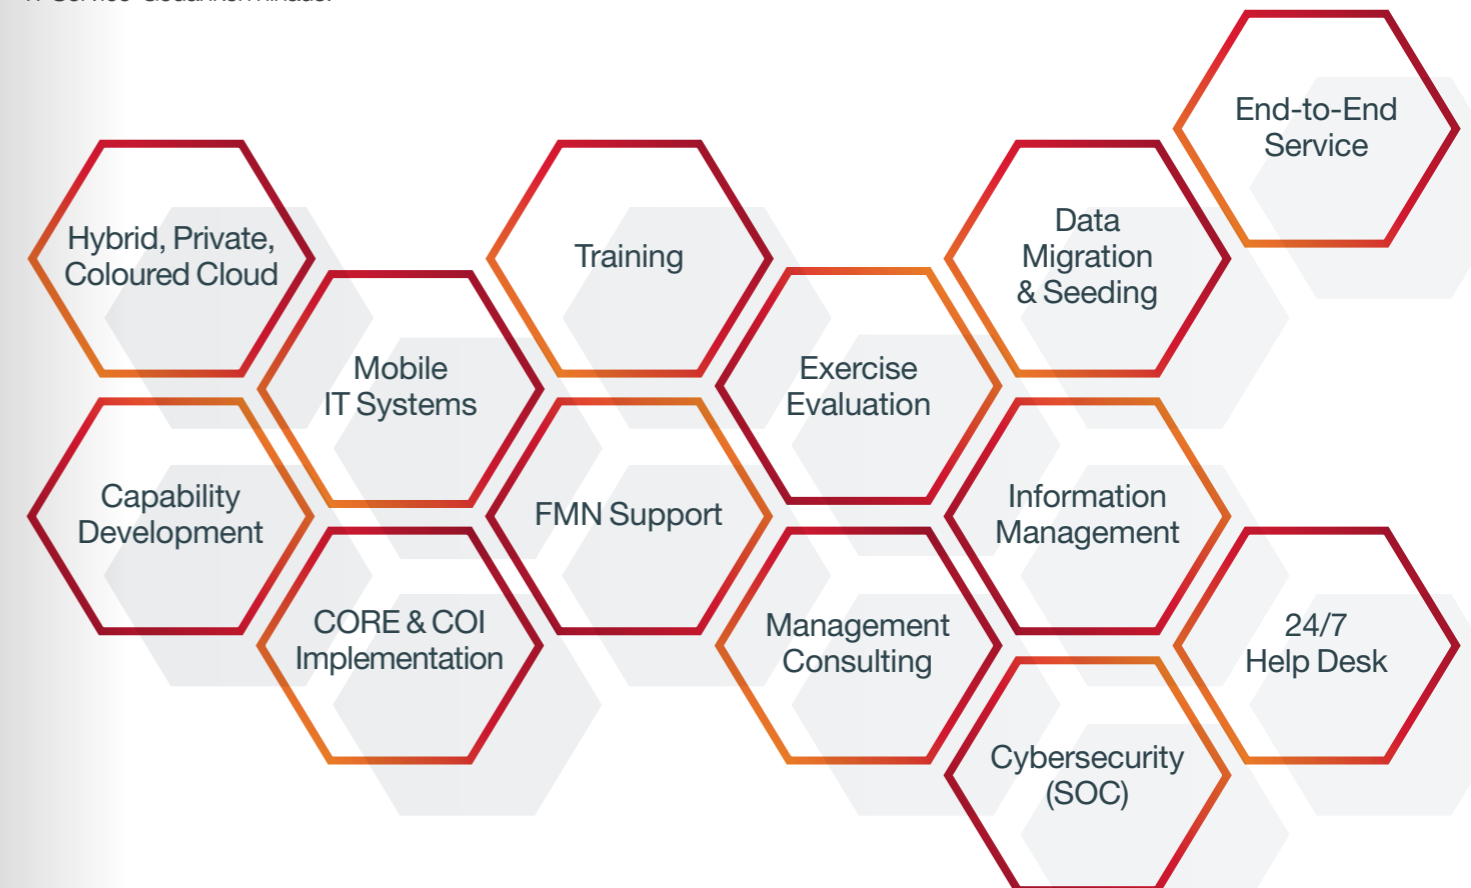 End-to-End
Service
Hybrid, Private,
Coloured Cloud
Training
Data
Migration
& Seeding
Mobile
IT Systems
Exercise
Evaluation
Capability
Development
FMN Support
Information
Management
CORE & COI
Implementation
Management
Consulting
24/7
Help Desk
Cybersecurity
(SOC)